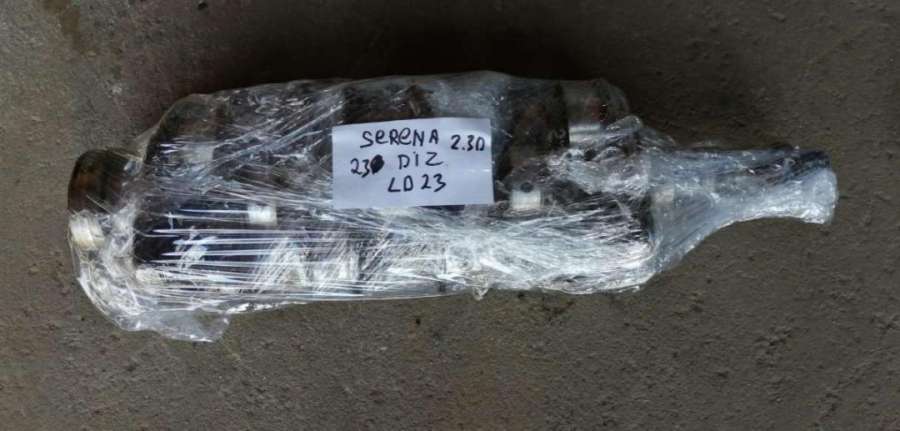 SeReNA 2.3D
23 DIZ
LD23